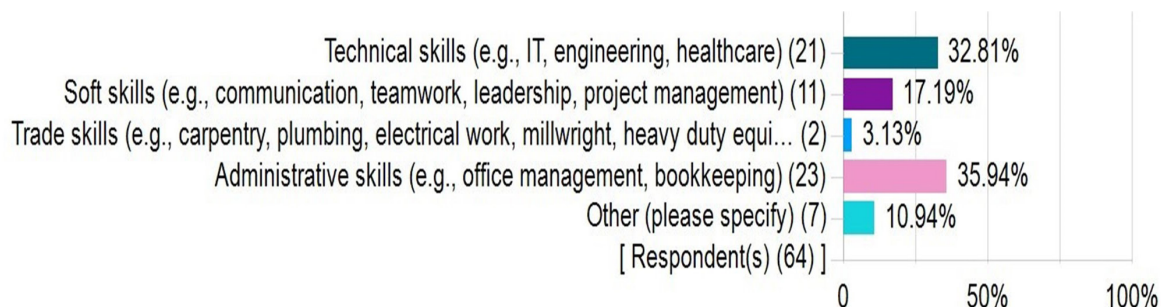 Technical skills (e.g., IT, engineering, healthcare) (21) 32.81%
Soft skills (e.g., communication, teamwork, leadership, project management) (11) 17.19%
Trade skills (e.g., carpentry, plumbing, electrical work, millwright, heavy duty equi... (2) 3.13%
Administrative skills (e.g., office management, bookkeeping) (23) 35.94%
Other (please specify) (7) 10.94%
[ Respondent(s) (64) ]
0 50% 100%